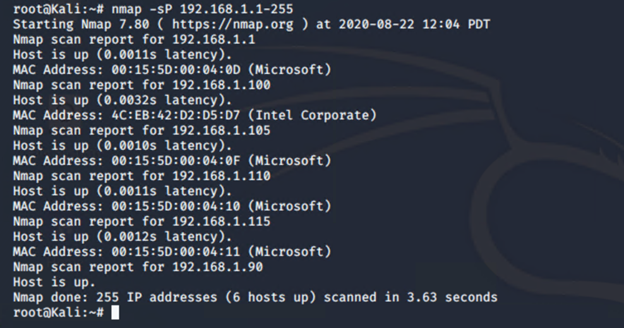 root@Kali:~# nmap -sP 192.168.1.1-255
Starting Nmap 7.80 ( https://nmap.org ) at 2020-08-22 12:04 PDT
Nmap scan report for 192.168.1.1
Host is up (0.0011s latency).
MAC Address: 00:15:5D:00:04:0D (Microsoft)
Nmap scan report for 192.168.1.100
Host is up (0.0032s latency).
MAC Address: 4C:EB:42:D2:D5:D7 (Intel Corporate)
Nmap scan report for 192.168.1.105
Host is up (0.0010s latency).
MAC Address: 00:15:5D:00:04:0F (Microsoft)
Nmap scan report for 192.168.1.110
Host is up (0.0011s latency).
MAC Address: 00:15:5D:00:04:10 (Microsoft)
Nmap scan report for 192.168.1.115
Host is up (0.0012s latency).
MAC Address: 00:15:5D:00:04:11 (Microsoft)
Nmap scan report for 192.168.1.90
Host is up.
Nmap done: 255 IP addresses (6 hosts up) scanned in 3.63 seconds
root@Kali:~#